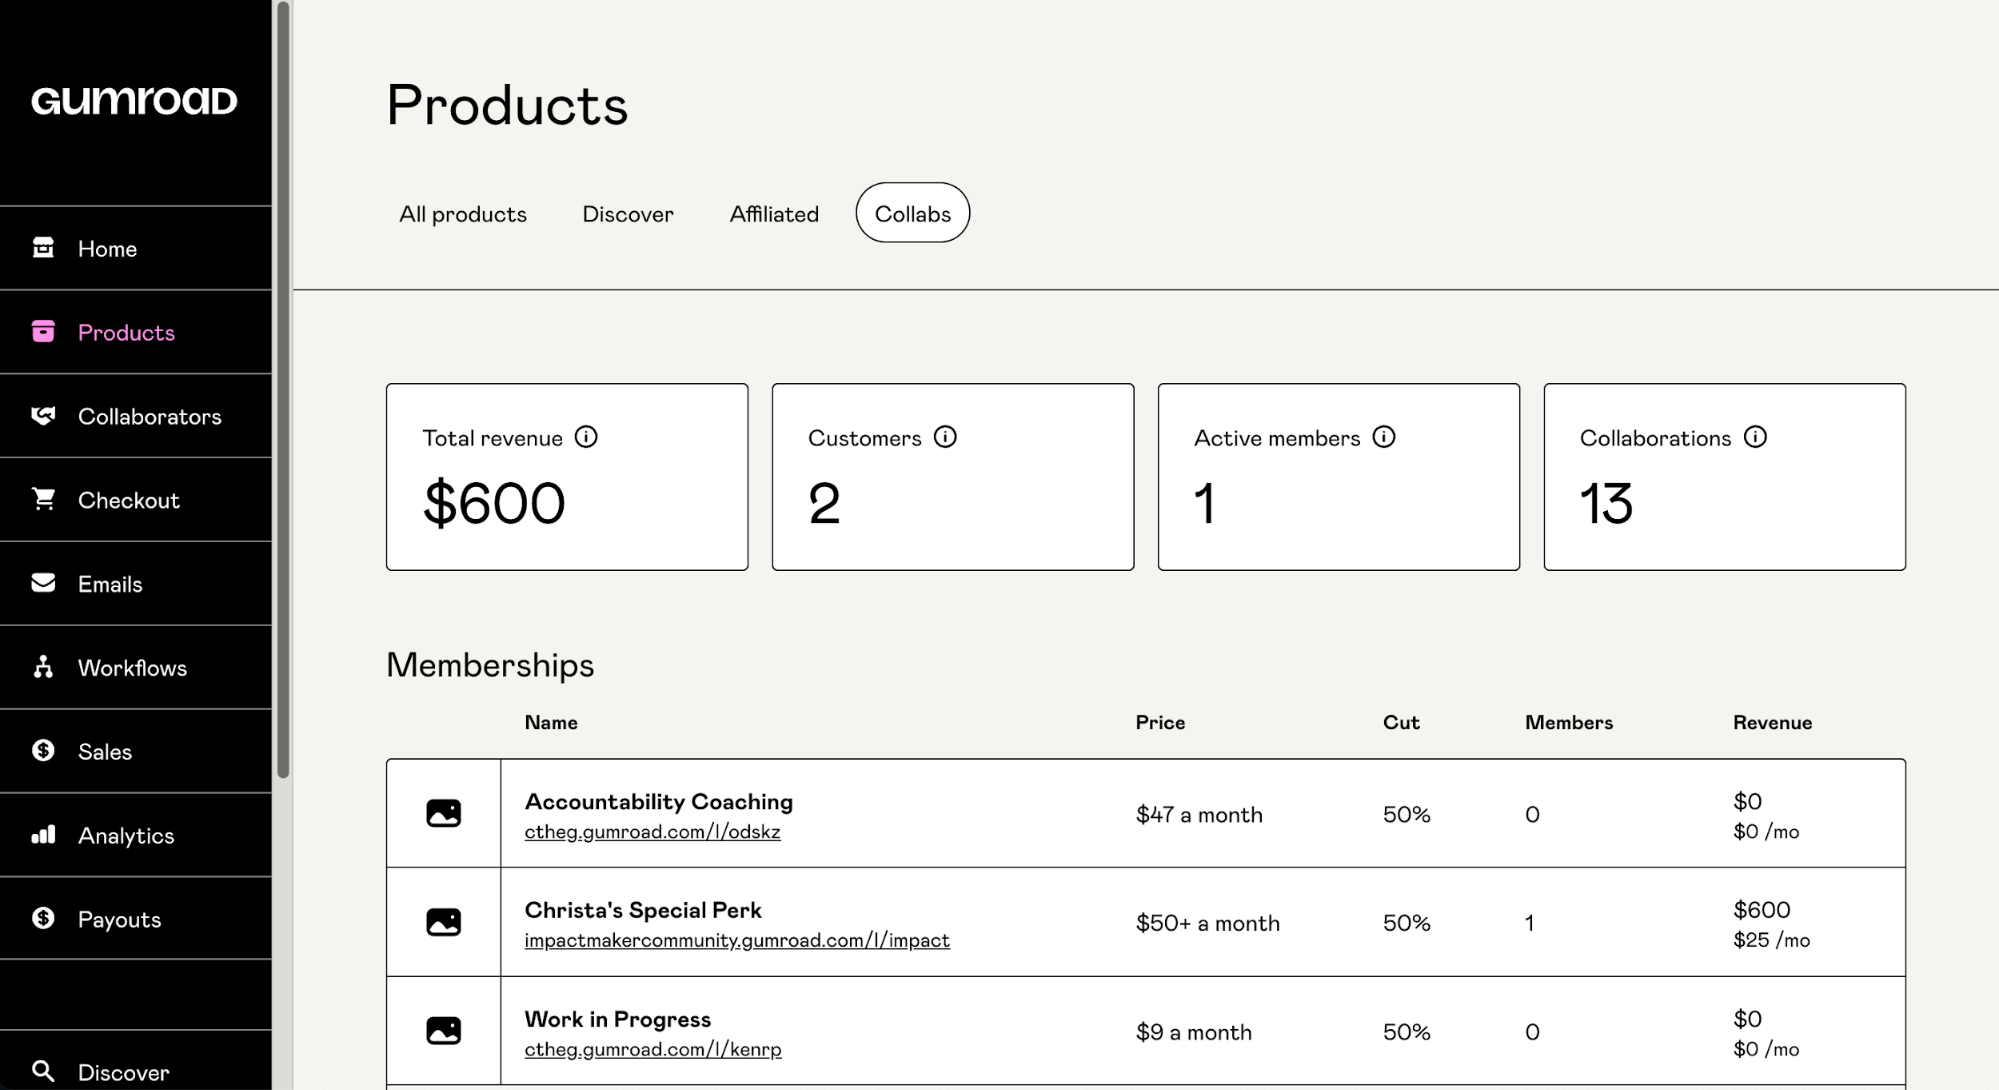 GUMROAD
Home
Products
Collaborators
Checkout
Emails
Workflows
Sales
Analytics
Payouts
Discover
Products
All products Discover Affiliated Collabs
Total revenue
$600
Customers
2
Active members
1
Collaborations
13
Memberships
Name Price Cut Members Revenue
Accountability Coaching
ctheg.gumroad.com/l/odskz
$47 a month 50% 0
$0
$0 /mo
Christa's Special Perk
impactmakercommunity.gumroad.com/l/impact
$50+ a month 50% 1
$600
$25 /mo
Work in Progress
ctheg.gumroad.com/l/kenrp
$9 a month 50% 0
$0
$0 /mo